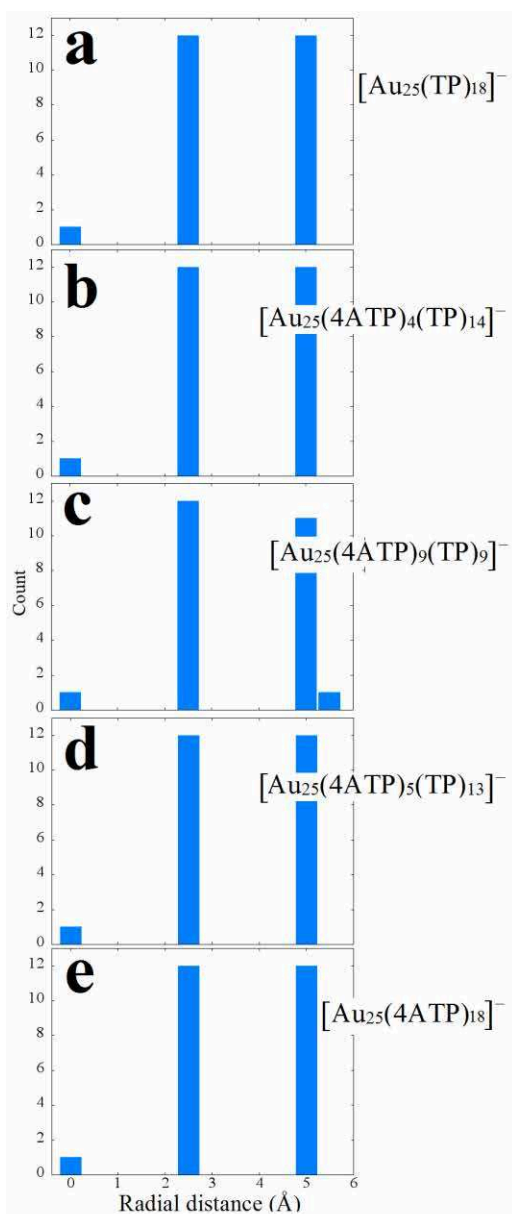 a
[Au₂₅(TP)₁₈]⁻
12
10
8
6
4
2
0
b
[Au₂₅(4ATP)₄(TP)₁₄]⁻
12
10
8
6
4
2
0
c
[Au₂₅(4ATP)₉(TP)₉]⁻
12
10
8
6
4
2
0
Count
d
[Au₂₅(4ATP)₅(TP)₁₃]⁻
12
10
8
6
4
2
0
e
[Au₂₅(4ATP)₁₈]⁻
12
10
8
6
4
2
0
0 1 2 3 4 5 6
Radial distance (Å)